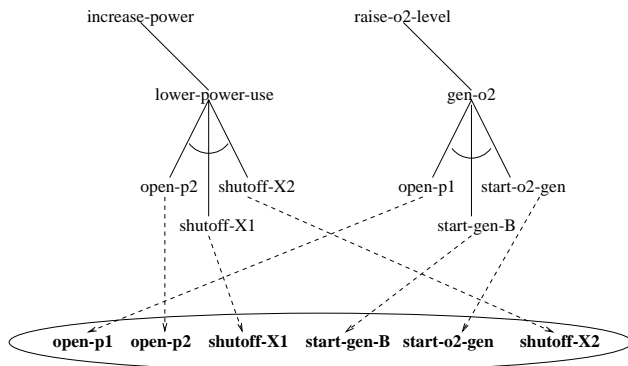 increase-power raise-o2-level
lower-power-use gen-o2
open-p2 shutoff-X2 open-p1 start-o2-gen
shutoff-X1 start-gen-B
open-p1 open-p2 shutoff-X1 start-gen-B start-o2-gen shutoff-X2